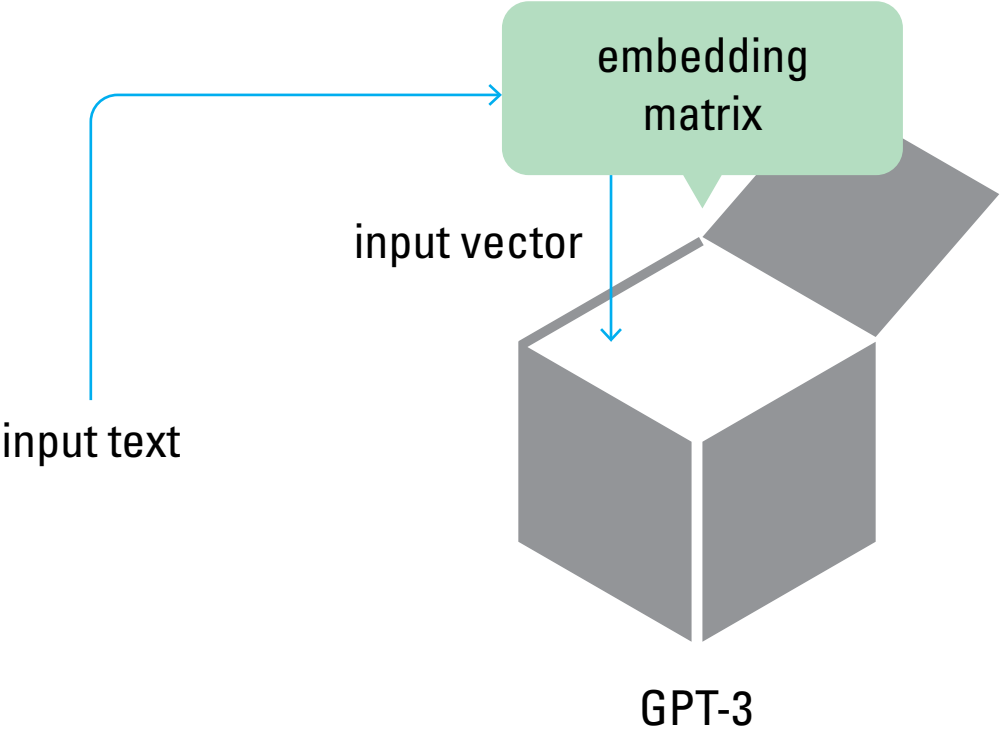 embedding
matrix
input vector
input text
GPT-3